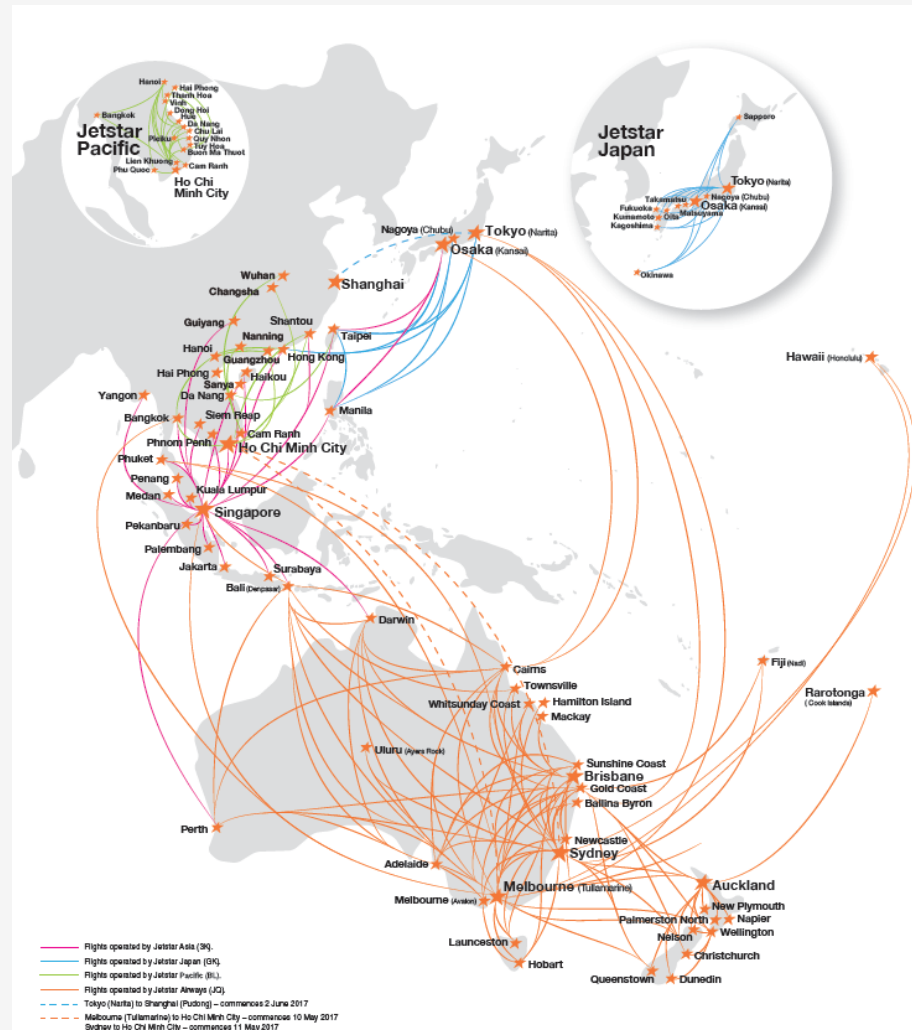 Hanoi
Hai Phong
Thanh Hoa
Vinh
Dong Hoi
Hue
Da Nang
Chu Lai
Quy Nhon
Tuy Hoa
Buon Ma Thuot
Pleiku
Bangkok
Jetstar
Pacific
Lien Khuong
Cam Ranh
Phu Quoc
Ho Chi
Minh City
Jetstar
Japan
Sapporo
Tokyo (Narita)
Nagoya (Chubu)
Takamatsu
Osaka (Kansai)
Fukuoka
Matsuyama
Kumamoto
Oita
Kagoshima
Okinawa
Nagoya (Chubu)
Tokyo (Narita)
Osaka (Kansai)
Wuhan
Changsha
Shanghai
Guiyang
Shantou
Taipei
Nanning
Hanoi
Guangzhou
Hong Kong
Hai Phong
Haikou
Sanya
Yangon
Da Nang
Manila
Bangkok
Siem Reap
Phnom Penh
Cam Ranh
Ho Chi Minh City
Phuket
Penang
Kuala Lumpur
Medan
Singapore
Pekanbaru
Palembang
Jakarta
Surabaya
Bali (Denpasar)
Hawaii (Honolulu)
Darwin
Cairns
Fiji (Nadi)
Townsville
Rarotonga
(Cook Islands)
Whitsunday Coast
Hamilton Island
Mackay
Uluru (Ayers Rock)
Sunshine Coast
Brisbane
Gold Coast
Ballina Byron
Perth
Newcastle
Sydney
Adelaide
Melbourne (Tullamarine)
Auckland
Melbourne (Avalon)
New Plymouth
Palmerston North
Napier
Nelson
Wellington
Launceston
Christchurch
Hobart
Queenstown
Dunedin
Flights operated by Jetstar Asia (3K).
Flights operated by Jetstar Japan (GK).
Flights operated by Jetstar Pacific (BL).
Flights operated by Jetstar Airways (JQ).
Tokyo (Narita) to Shanghai (Pudong) – commences 2 June 2017
Melbourne (Tullamarine) to Ho Chi Minh City – commences 10 May 2017
Sydney to Ho Chi Minh City – commences 11 May 2017